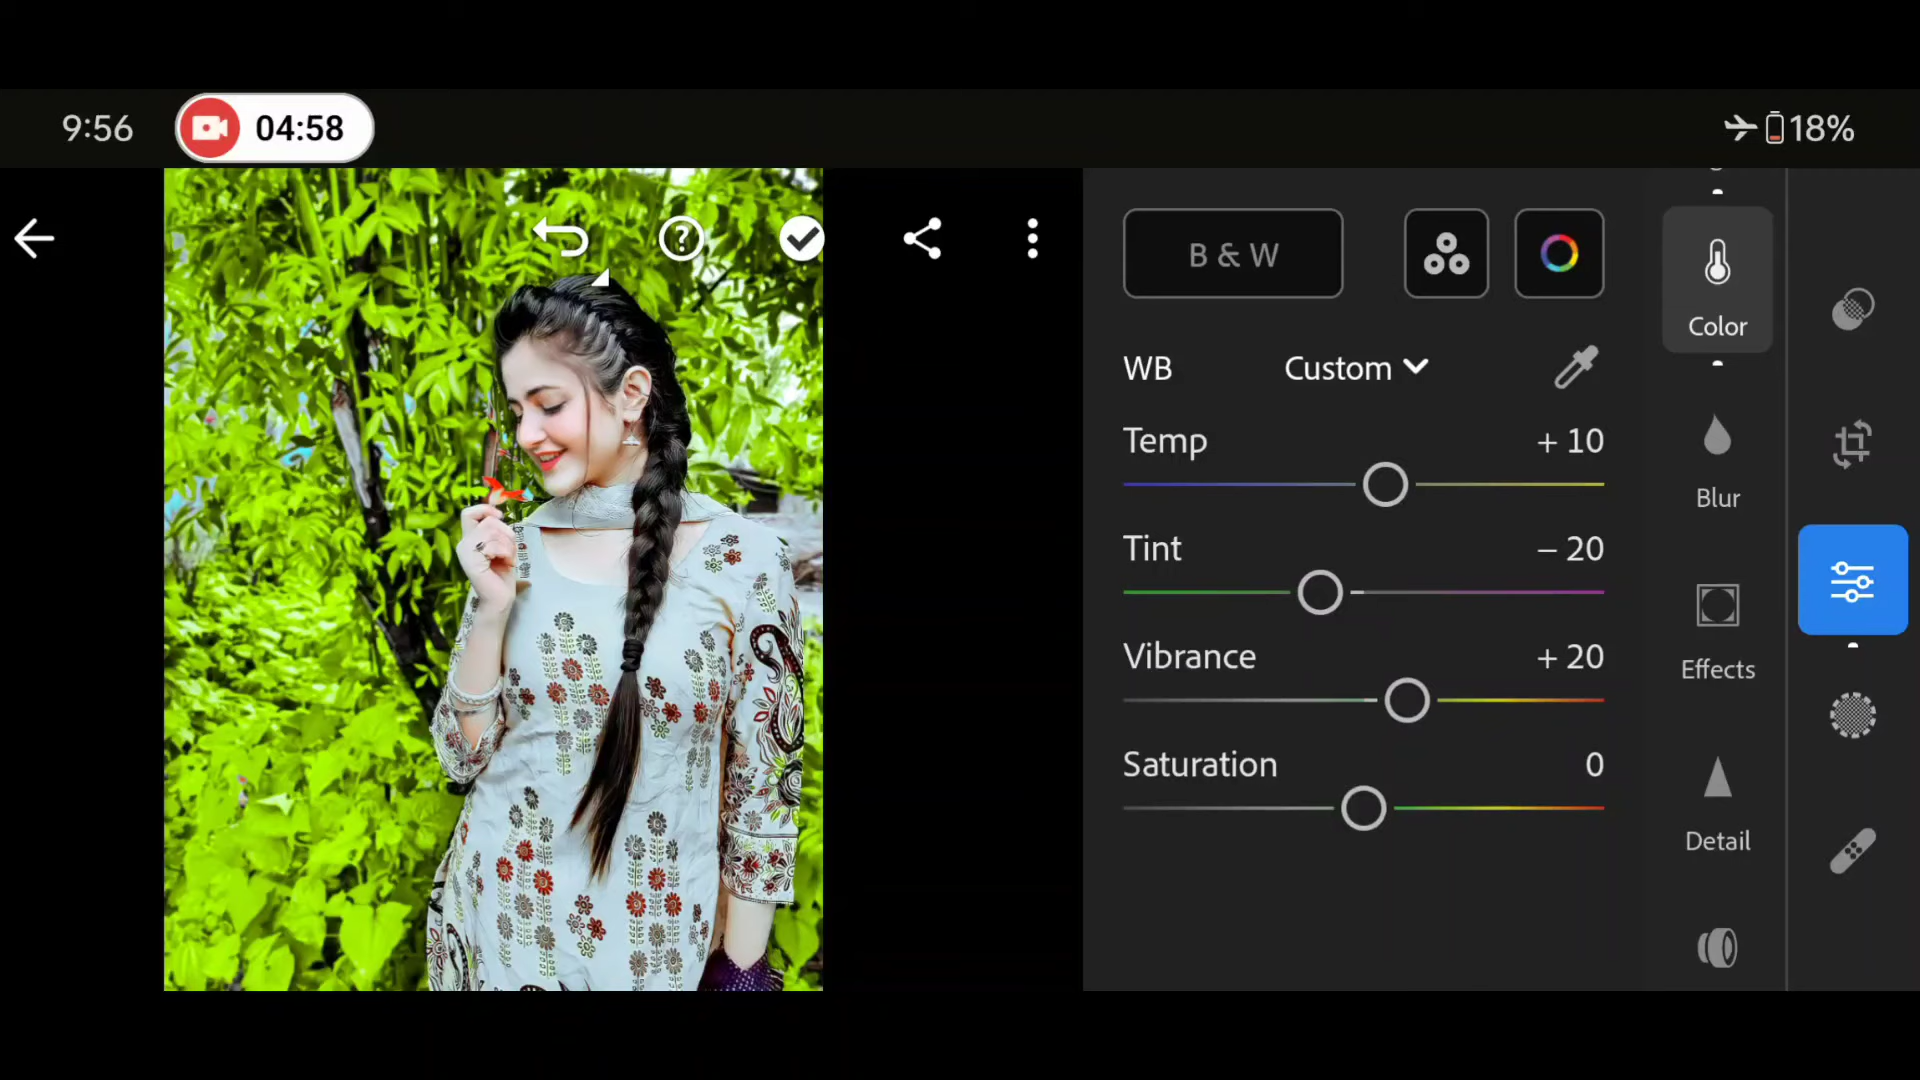 9:56
04:58
18%
B & W
Color
WB
Custom
Temp
+ 10
Blur
Tint
– 20
Vibrance
+ 20
Effects
Saturation
0
Detail